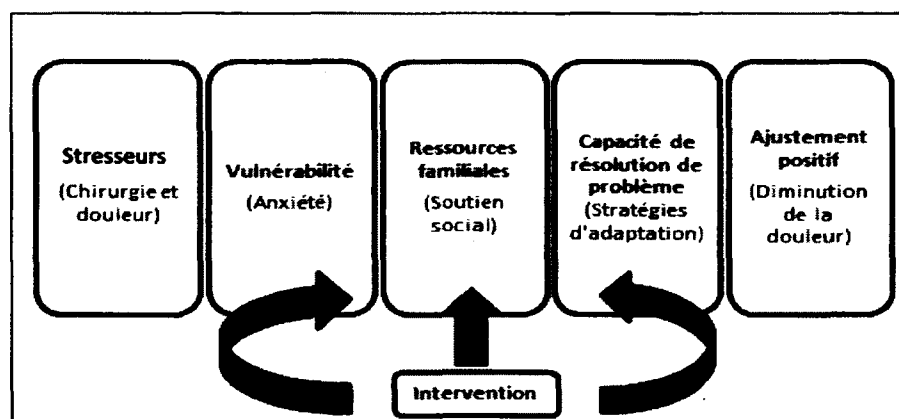 Stresseurs
(Chirurgie et
douleur)
Vulnérabilité
(Anxiété)
Ressources
familiales
(Soutien
social)
Capacité de
résolution de
problème
(Stratégies
d'adaptation)
Ajustement
positif
(Diminution
de la
douleur)
Intervention